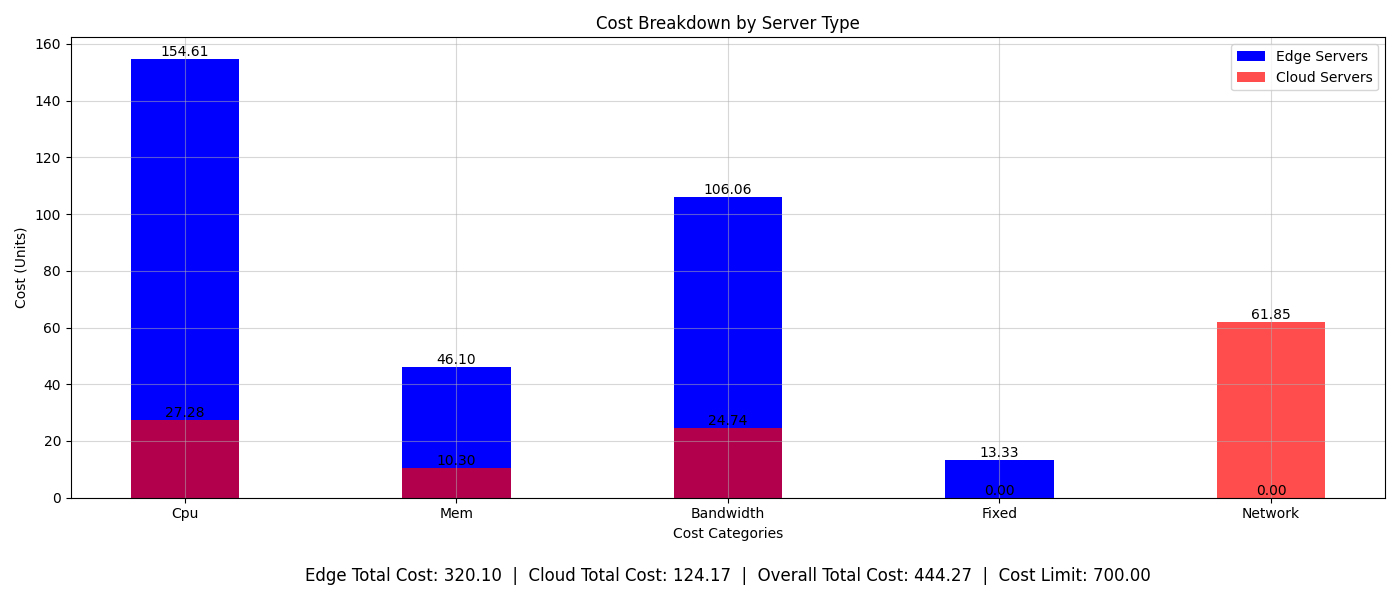 Cost Breakdown by Server Type
Edge Servers
Cloud Servers
Cost (Units)
160
140
120
100
80
60
40
20
0
154.61
27.28
46.10
10.30
106.06
24.74
13.33
0.00
61.85
0.00
Cpu
Mem
Bandwidth
Fixed
Network
Cost Categories
Edge Total Cost: 320.10 | Cloud Total Cost: 124.17 | Overall Total Cost: 444.27 | Cost Limit: 700.00